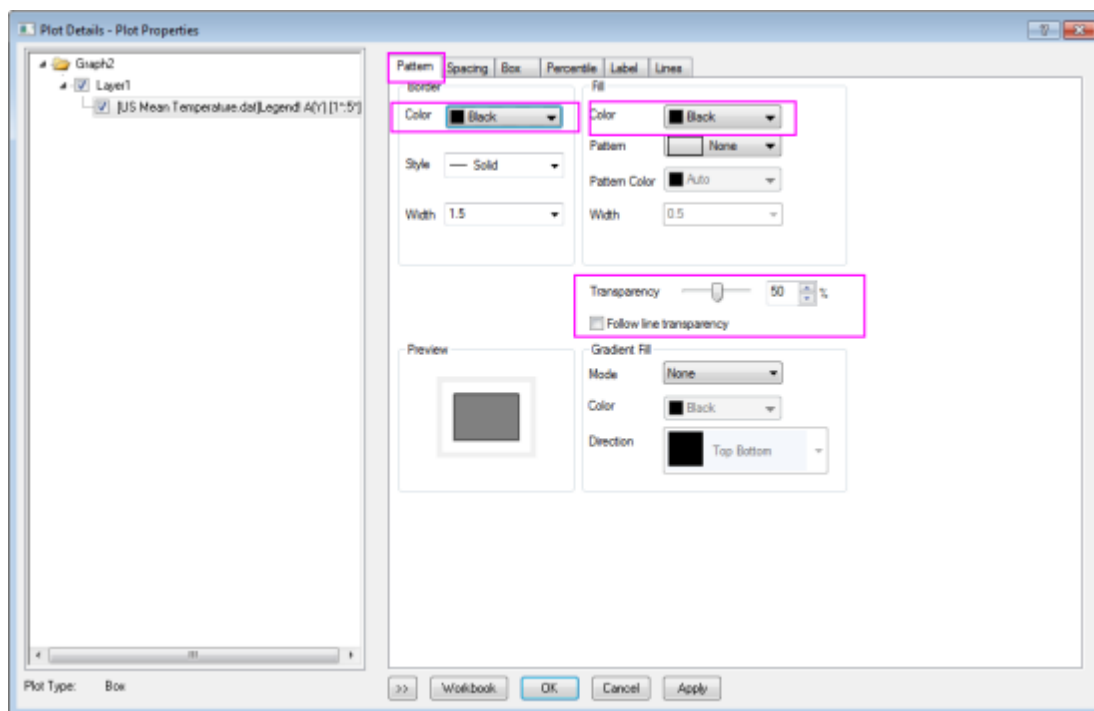 Plot Details - Plot Properties
Graph2
Layer1
[US Mean Temperature.dat]Legend! A(Y) [1*:5*]
Pattern Spacing Box Percentile Label Lines
Border
Color Black
Style Solid
Width 1.5
Fill
Color Black
Pattern None
Pattern Color Auto
Width 0.5
Transparency 50 %
Follow line transparency
Preview
Gradient Fill
Mode None
Color Black
Direction Top Bottom
Plot Type: Box
>> Workbook OK Cancel Apply